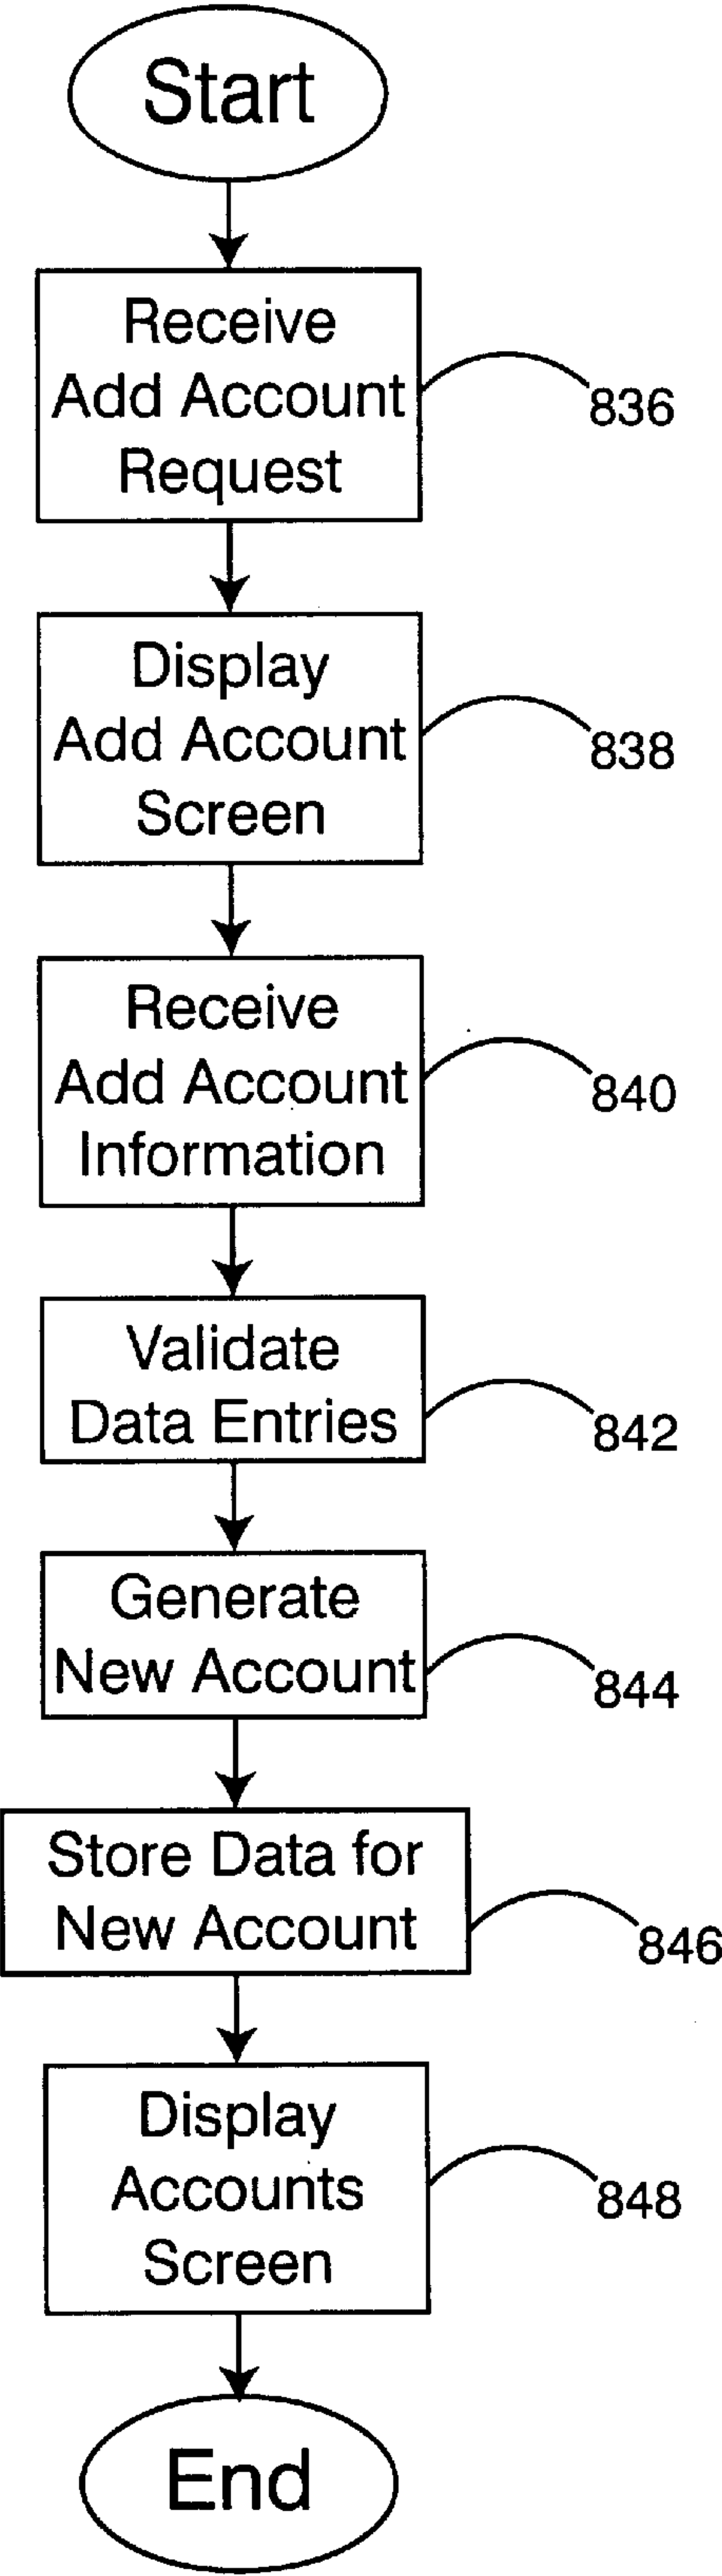 Start
Receive
Add Account
Request
836
Display
Add Account
Screen
838
Receive
Add Account
Information
840
Validate
Data Entries
842
Generate
New Account
844
Store Data for
New Account
846
Display
Accounts
Screen
848
End